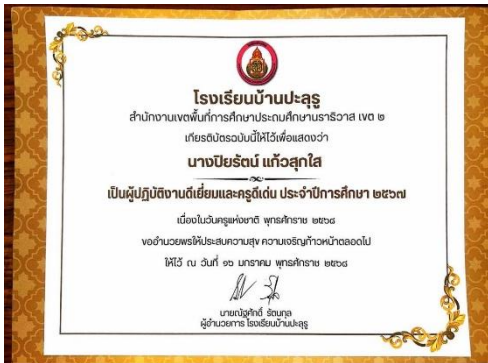 โรงเรียนบ้านปะลุรู
สำนักงานเขตพื้นที่การศึกษาประถมศึกษานราธิวาส เขต ๒
เกียรติบัตรฉบับนี้ให้ไว้เพื่อแสดงว่า
นางปิยรัตน์ แก้วสุกใส
เป็นผู้ปฏิบัติงานดีเยี่ยมและครูดีเด่น ประจำปีการศึกษา ๒๕๖๗
เนื่องในวันครูแห่งชาติ พุทธศักราช ๒๕๖๘
ขออำนวยพรให้ประสบความสุข ความเจริญก้าวหน้าตลอดไป
ให้ไว้ ณ วันที่ ๑๖ มกราคม พุทธศักราช ๒๕๖๘
นายณัฐศักดิ์ รัตนกุล
ผู้อำนวยการ โรงเรียนบ้านปะลุรู